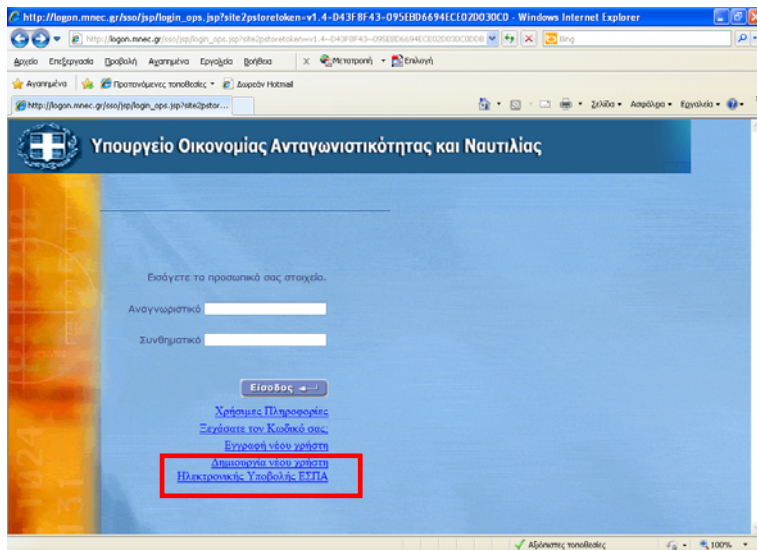 http://logon.mnec.gr/sso/jsp/login_ops.jsp?site2pstoretoken=v1.4~D43F8F43~095EBD6694ECE02D030C0 - Windows Internet Explorer
Bing
Αρχείο Επεξεργασία Προβολή Αγαπημένα Εργαλεία Βοήθεια x Μετατροπή Επιλογή
Αγαπημένα Προτεινόμενες τοποθεσίες Δωρεάν Hotmail
http://logon.mnec.gr/sso/jsp/login_ops.jsp?site2pstor... Σελίδα Ασφάλεια Εργαλεία
Υπουργείο Οικονομίας Ανταγωνιστικότητας και Ναυτιλίας
Εισάγετε τα προσωπικά σας στοιχεία.
Αναγνωριστικό
Συνθηματικό
Είσοδος
Χρήσιμες Πληροφορίες
Ξεχάσατε τον Κωδικό σας;
Εγγραφή νέου χρήστη
Δημιουργία νέου χρήστη
Ηλεκτρονικής Υποβολής ΕΣΠΑ
Αξιόπιστες τοποθεσίες 100%